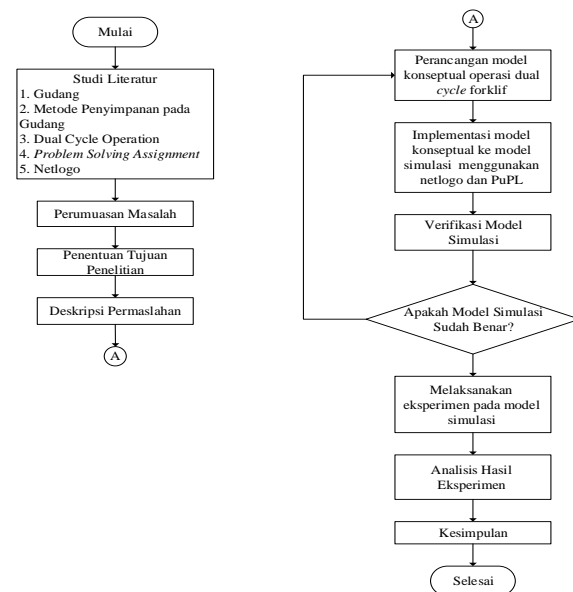 Mulai
Studi Literatur
1. Gudang
2. Metode Penyimpanan pada
Gudang
3. Dual Cycle Operation
4. Problem Solving Assignment
5. Netlogo
Perumuasan Masalah
Penentuan Tujuan
Penelitian
Deskripsi Permaslahan
A
A
Perancangan model
konseptual operasi dual
cycle forklif
Implementasi model
konseptual ke model
simulasi menggunakan
netlogo dan PuPL
Verifikasi Model
Simulasi
Apakah Model Simulasi
Sudah Benar?
Melaksanakan
eksperimen pada model
simulasi
Analisis Hasil
Eksperimen
Kesimpulan
Selesai